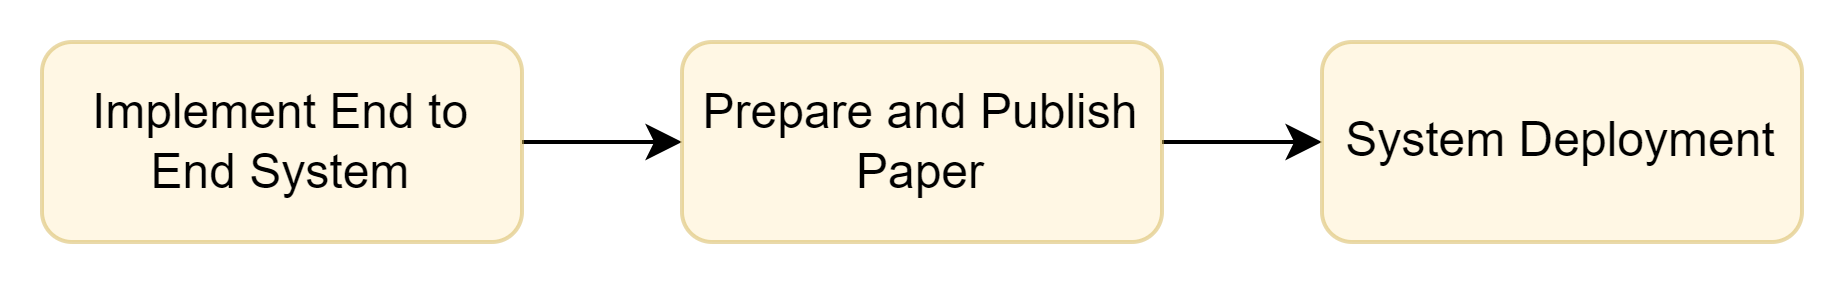 Implement End to
End System
Prepare and Publish
Paper
System Deployment